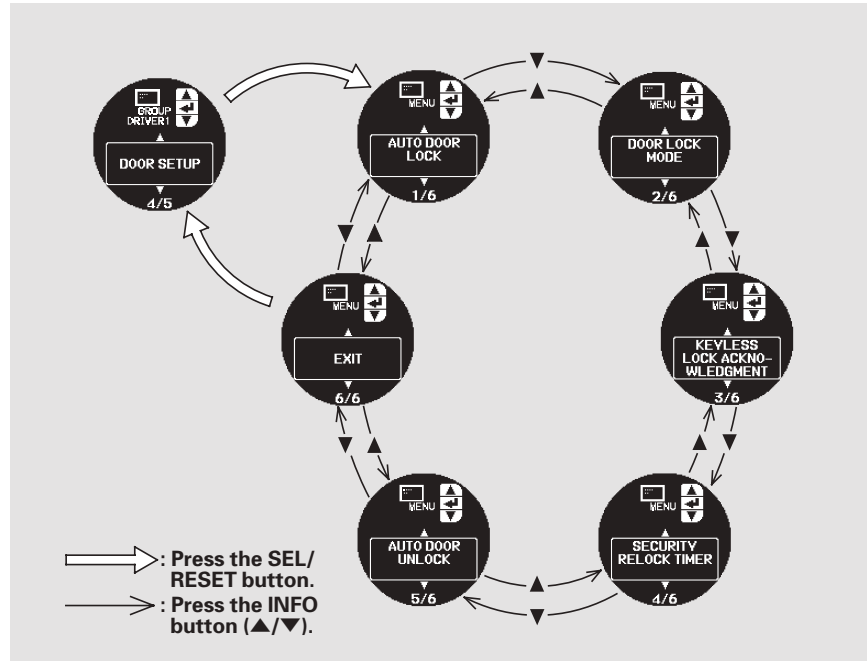 GROUP
DRIVER1
DOOR SETUP
4/5
MENU
AUTO DOOR
LOCK
1/6
MENU
DOOR LOCK
MODE
2/6
MENU
KEYLESS
LOCK ACKNO-
WLEDGMENT
3/6
MENU
SECURITY
RELOCK TIMER
4/6
MENU
AUTO DOOR
UNLOCK
5/6
MENU
EXIT
6/6
: Press the SEL/
RESET button.
: Press the INFO
button (▲/▼).